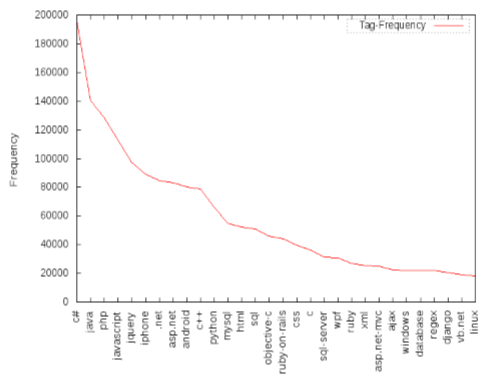 200000
180000
160000
140000
120000
100000
80000
60000
40000
20000
0
Frequency
Tag-Frequency
c#
java
php
javascript
jquery
iphone
.net
asp.net
android
c++
python
mysql
html
sql
objective-c
ruby-on-rails
css
c
sql-server
wpf
ruby
xml
asp.net-mvc
ajax
windows
database
regex
django
vb.net
linux